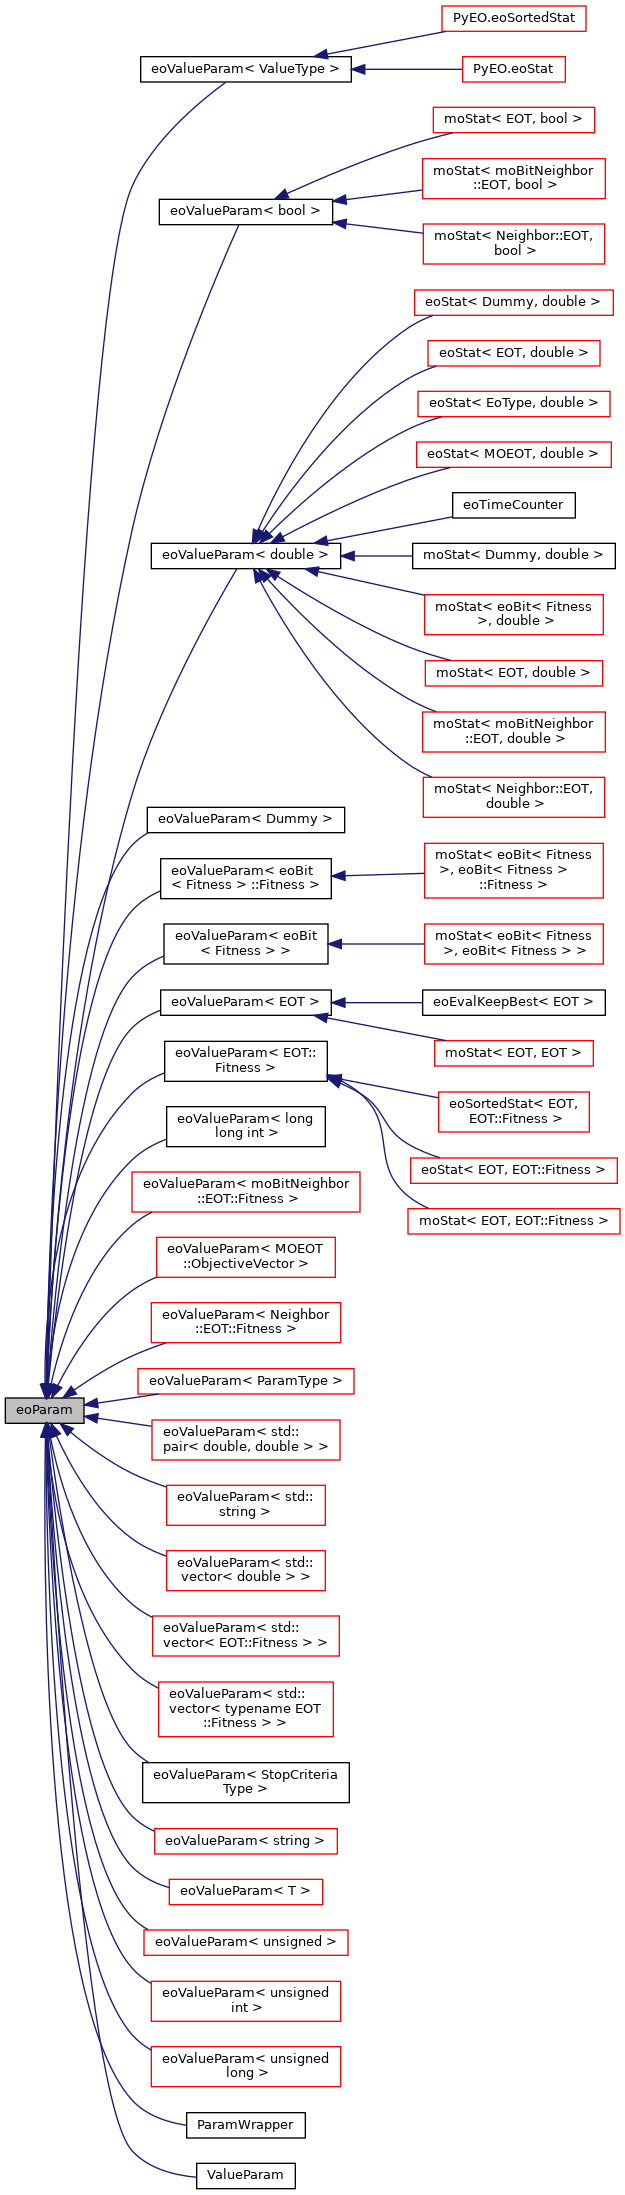 PyEO.eoSortedStat
eoValueParam< ValueType >
PyEO.eoStat
moStat< EOT, bool >
moStat< moBitNeighbor
::EOT, bool >
eoValueParam< bool >
moStat< Neighbor::EOT,
bool >
eoStat< Dummy, double >
eoStat< EOT, double >
eoStat< EoType, double >
eoStat< MOEOT, double >
eoTimeCounter
eoValueParam< double >
moStat< Dummy, double >
moStat< eoBit< Fitness
>, double >
moStat< EOT, double >
moStat< moBitNeighbor
::EOT, double >
moStat< Neighbor::EOT,
double >
eoValueParam< Dummy >
eoValueParam< eoBit
< Fitness > ::Fitness >
moStat< eoBit< Fitness
>, eoBit< Fitness >
::Fitness >
eoValueParam< eoBit
< Fitness > >
moStat< eoBit< Fitness
>, eoBit< Fitness > >
eoValueParam< EOT >
eoEvalKeepBest< EOT >
moStat< EOT, EOT >
eoValueParam< EOT::
Fitness >
eoSortedStat< EOT,
EOT::Fitness >
eoValueParam< long
long int >
eoStat< EOT, EOT::Fitness >
eoValueParam< moBitNeighbor
::EOT::Fitness >
moStat< EOT, EOT::Fitness >
eoValueParam< MOEOT
::ObjectiveVector >
eoValueParam< Neighbor
::EOT::Fitness >
eoValueParam< ParamType >
eoParam
eoValueParam< std::
pair< double, double > >
eoValueParam< std::
string >
eoValueParam< std::
vector< double > >
eoValueParam< std::
vector< EOT::Fitness > >
eoValueParam< std::
vector< typename EOT
::Fitness > >
eoValueParam< StopCriteria
Type >
eoValueParam< string >
eoValueParam< T >
eoValueParam< unsigned >
eoValueParam< unsigned
int >
eoValueParam< unsigned
long >
ParamWrapper
ValueParam